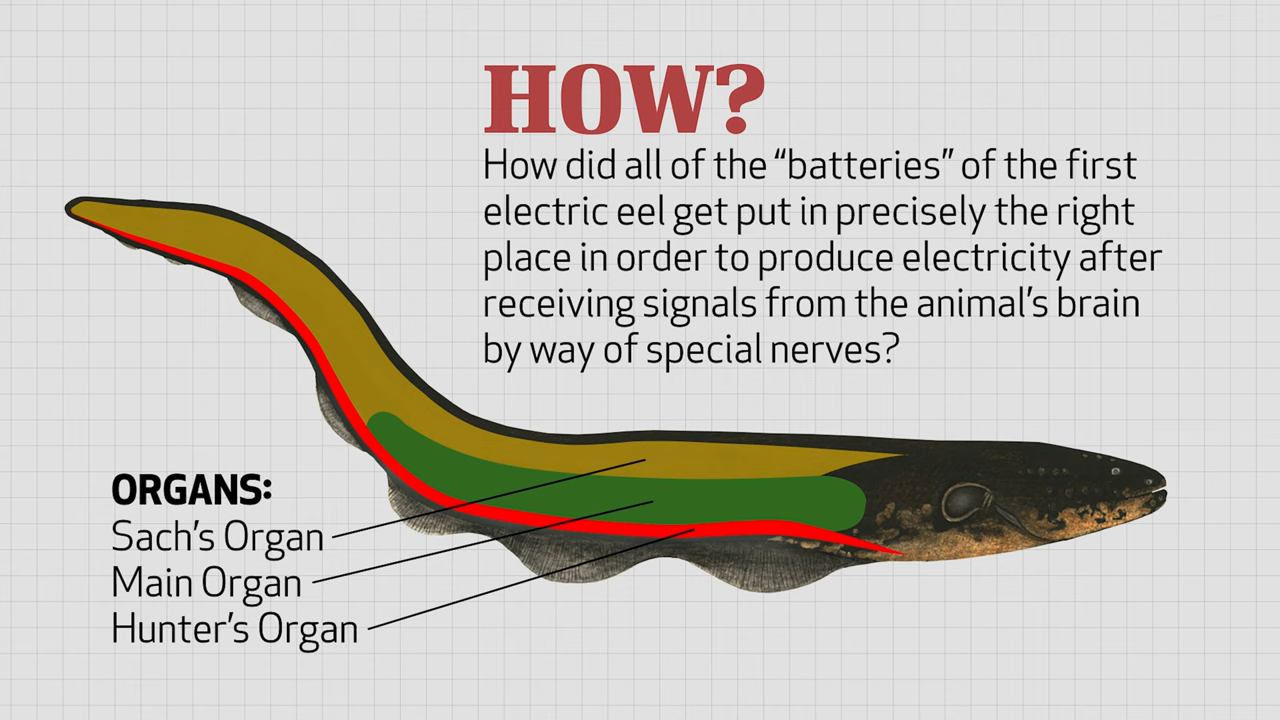 HOW?
How did all of the “batteries” of the first
electric eel get put in precisely the right
place in order to produce electricity after
receiving signals from the animal’s brain
by way of special nerves?
ORGANS:
Sach’s Organ
Main Organ
Hunter’s Organ